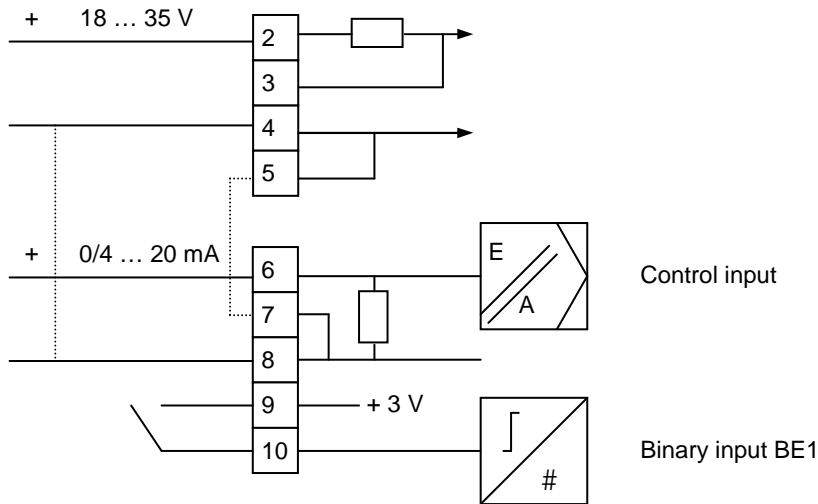 + 18 … 35 V
2
3
4
5
+ 0/4 … 20 mA
6
7
8
9
10
E
A
Control input
+ 3 V
#
Binary input BE1